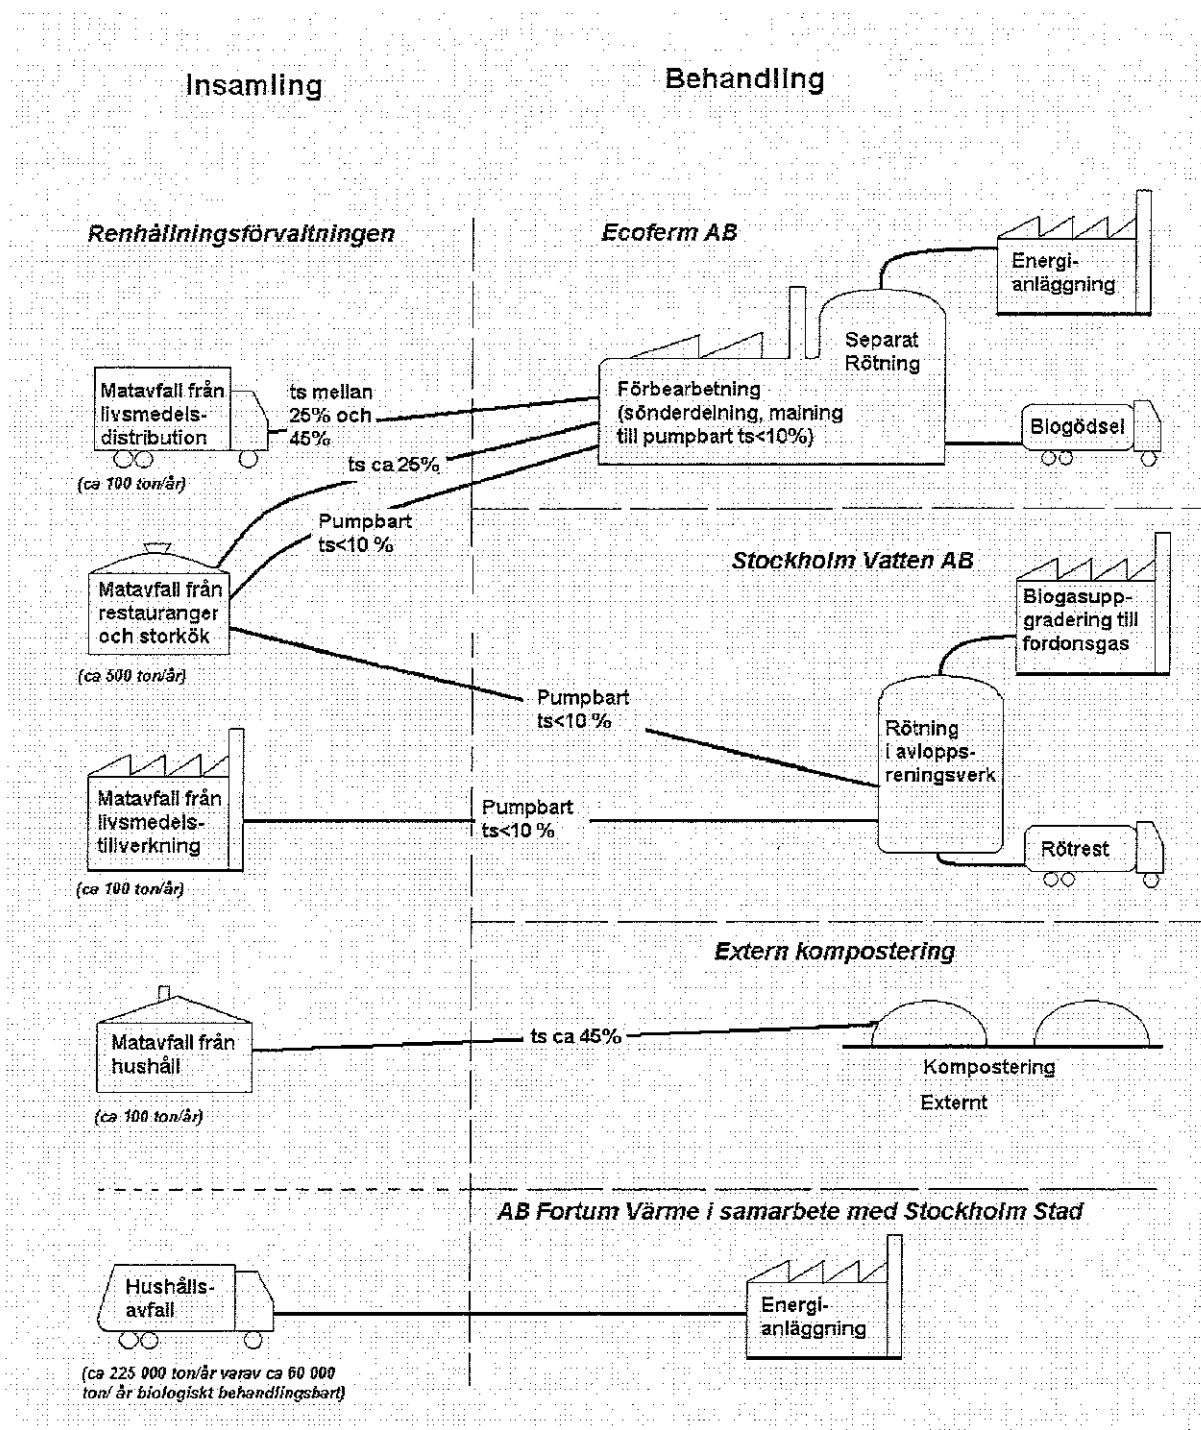 Insamling
Behandling
Renhållningsförvaltningen
Ecoferm AB
Energi-
anläggning
Separat
Rötning
Matavfall från
livsmedels-
distribution
(ca 100 ton/år)
ts mellan
25% och
45%
Förbearbetning
(sönderdelning, malning
till pumpbart ts<10%)
Biogödsel
ts ca 25%
Pumpbart
ts<10 %
Stockholm Vatten AB
Matavfall från
restauranger
och storkök
(ca 500 ton/år)
Biogasupp-
gradering till
fordonsgas
Pumpbart
ts<10 %
Rötning
i avlopps-
reningsverk
Matavfall från
livsmedels-
tillverkning
(ca 100 ton/år)
Pumpbart
ts<10 %
Rötrest
Extern kompostering
Matavfall från
hushåll
(ca 100 ton/år)
ts ca 45%
Kompostering
Externt
AB Fortum Värme i samarbete med Stockholm Stad
Hushålls-
avfall
(ca 225 000 ton/år varav ca 60 000
ton/ år biologiskt behandlingsbart)
Energi-
anläggning